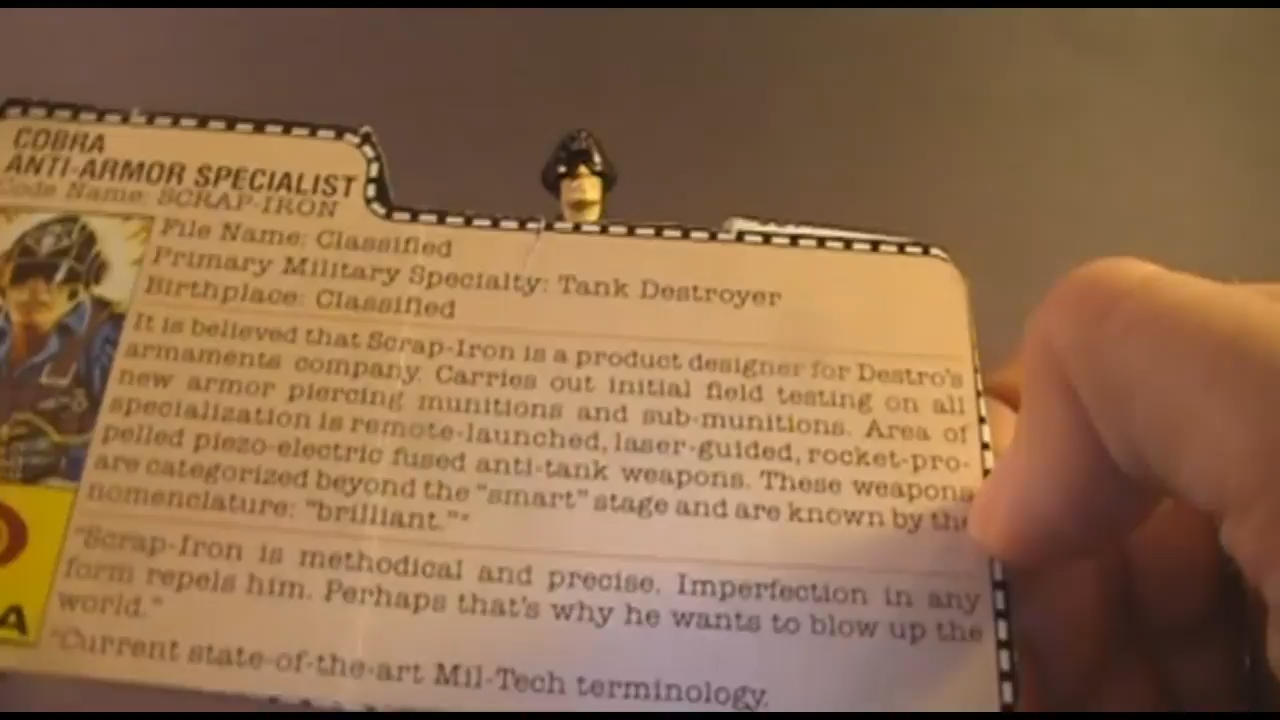 COBRA
ANTI-ARMOR SPECIALIST
Code Name: SCRAP-IRON
File Name: Classified
Primary Military Specialty: Tank Destroyer
Birthplace: Classified
It is believed that Scrap-Iron is a product designer for Destro's
armaments company. Carries out initial field testing on all
new armor piercing munitions and sub-munitions. Area of
specialization is remote-launched, laser-guided, rocket-pro-
pelled piezo-electric fused anti-tank weapons. These weapons
are categorized beyond the "smart" stage and are known by the
nomenclature: "brilliant."*
"Scrap-Iron is methodical and precise. Imperfection in any
form repels him. Perhaps that's why he wants to blow up the
world."
*Current state-of-the-art Mil-Tech terminology.
A